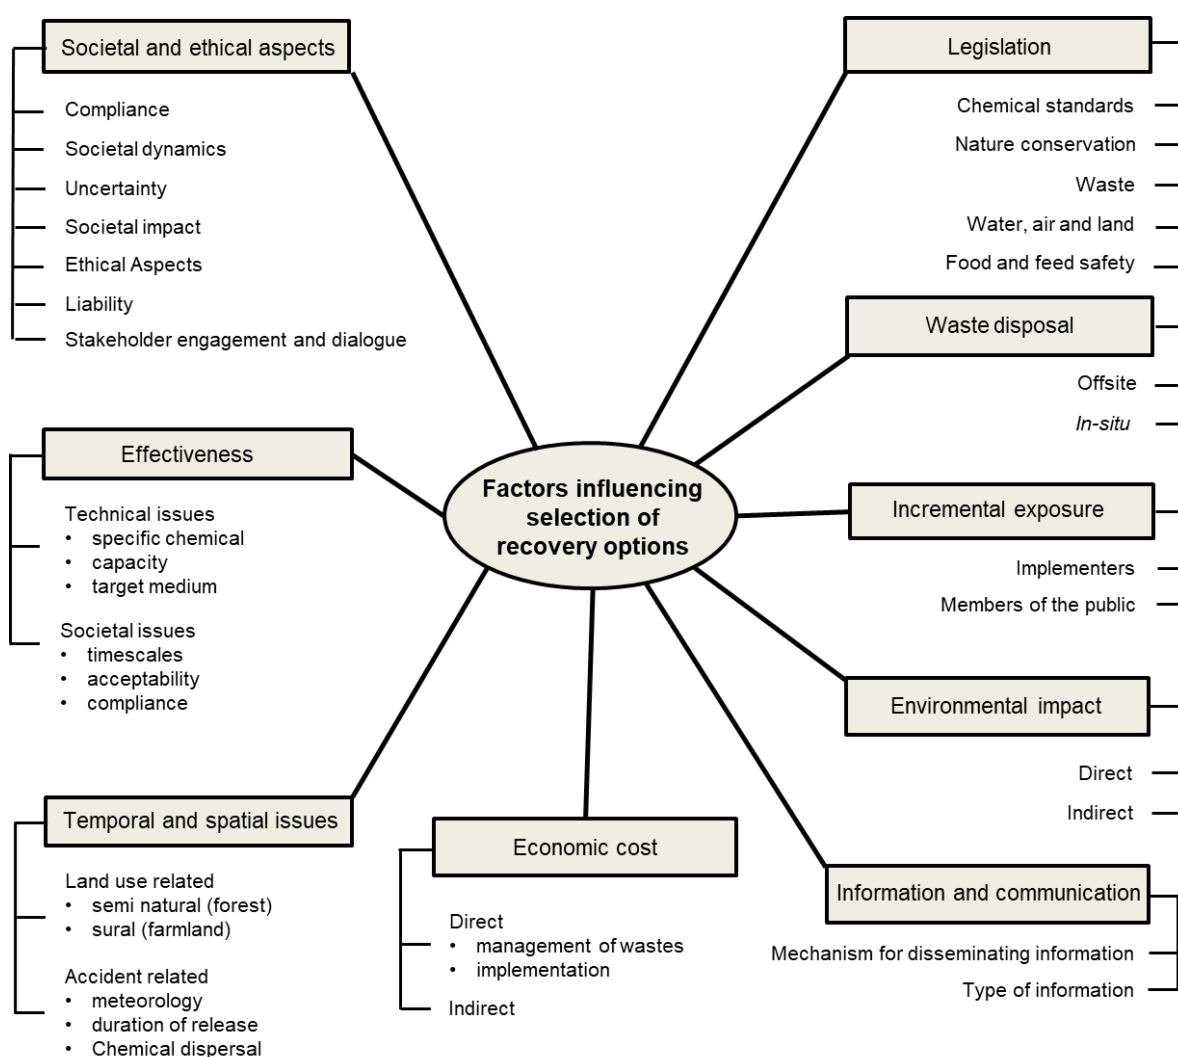 Societal and ethical aspects
Compliance
Societal dynamics
Uncertainty
Societal impact
Ethical Aspects
Liability
Stakeholder engagement and dialogue
Legislation
Chemical standards
Nature conservation
Waste
Water, air and land
Food and feed safety
Waste disposal
Offsite
In-situ
Effectiveness
Technical issues
• specific chemical
• capacity
• target medium
Societal issues
• timescales
• acceptability
• compliance
Factors influencing
selection of
recovery options
Incremental exposure
Implementers
Members of the public
Environmental impact
Direct
Indirect
Temporal and spatial issues
Land use related
• semi natural (forest)
• sural (farmland)
Accident related
• meteorology
• duration of release
• Chemical dispersal
Economic cost
Direct
• management of wastes
• implementation
Indirect
Information and communication
Mechanism for disseminating information
Type of information